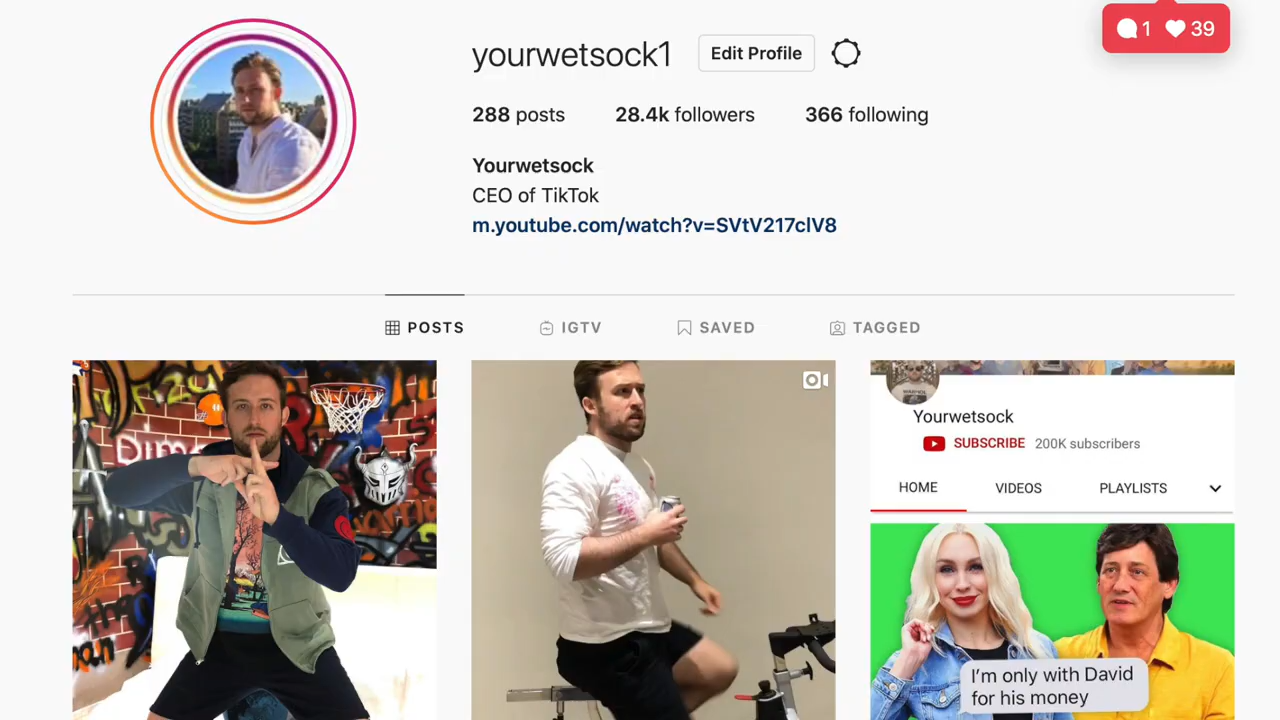 yourwetsock1 Edit Profile
1 39
288 posts 28.4k followers 366 following
Yourwetsock
CEO of TikTok
m.youtube.com/watch?v=SVtV217clV8
POSTS IGTV SAVED TAGGED
Yourwetsock
SUBSCRIBE 200K subscribers
HOME VIDEOS PLAYLISTS
I'm only with David
for his money